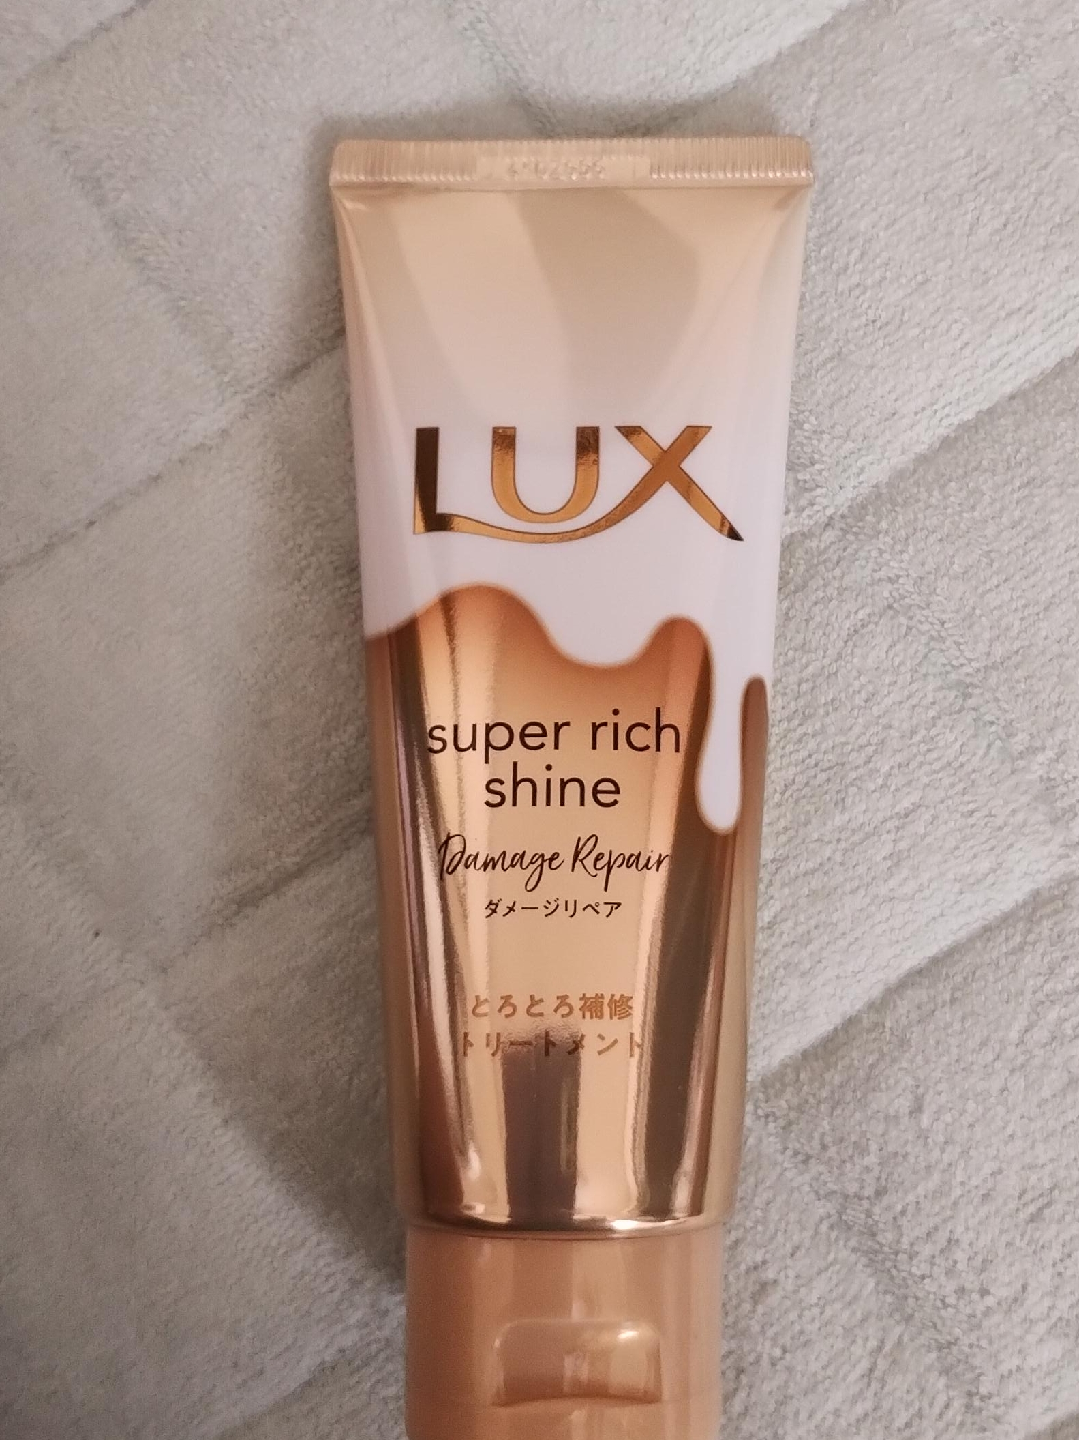 LUX
super rich
shine
Damage Repair
ダメージリペア
とろとろ補修
トリートメント